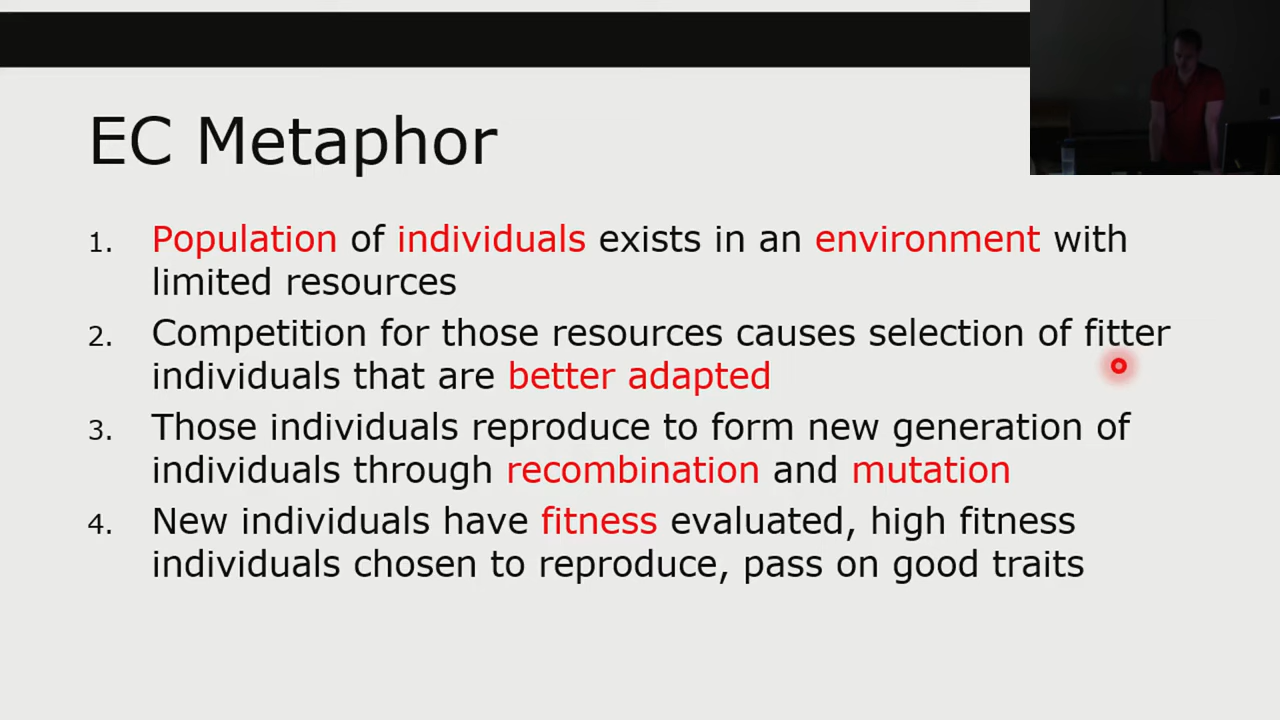 EC Metaphor
1. Population of individuals exists in an environment with
limited resources
2. Competition for those resources causes selection of fitter
individuals that are better adapted
3. Those individuals reproduce to form new generation of
individuals through recombination and mutation
4. New individuals have fitness evaluated, high fitness
individuals chosen to reproduce, pass on good traits